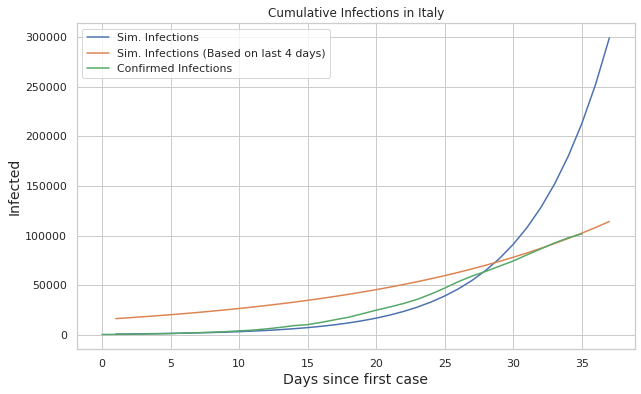 Cumulative Infections in Italy
Sim. Infections
Sim. Infections (Based on last 4 days)
Confirmed Infections
300000
250000
200000
150000
100000
50000
0
Infected
0 5 10 15 20 25 30 35
Days since first case